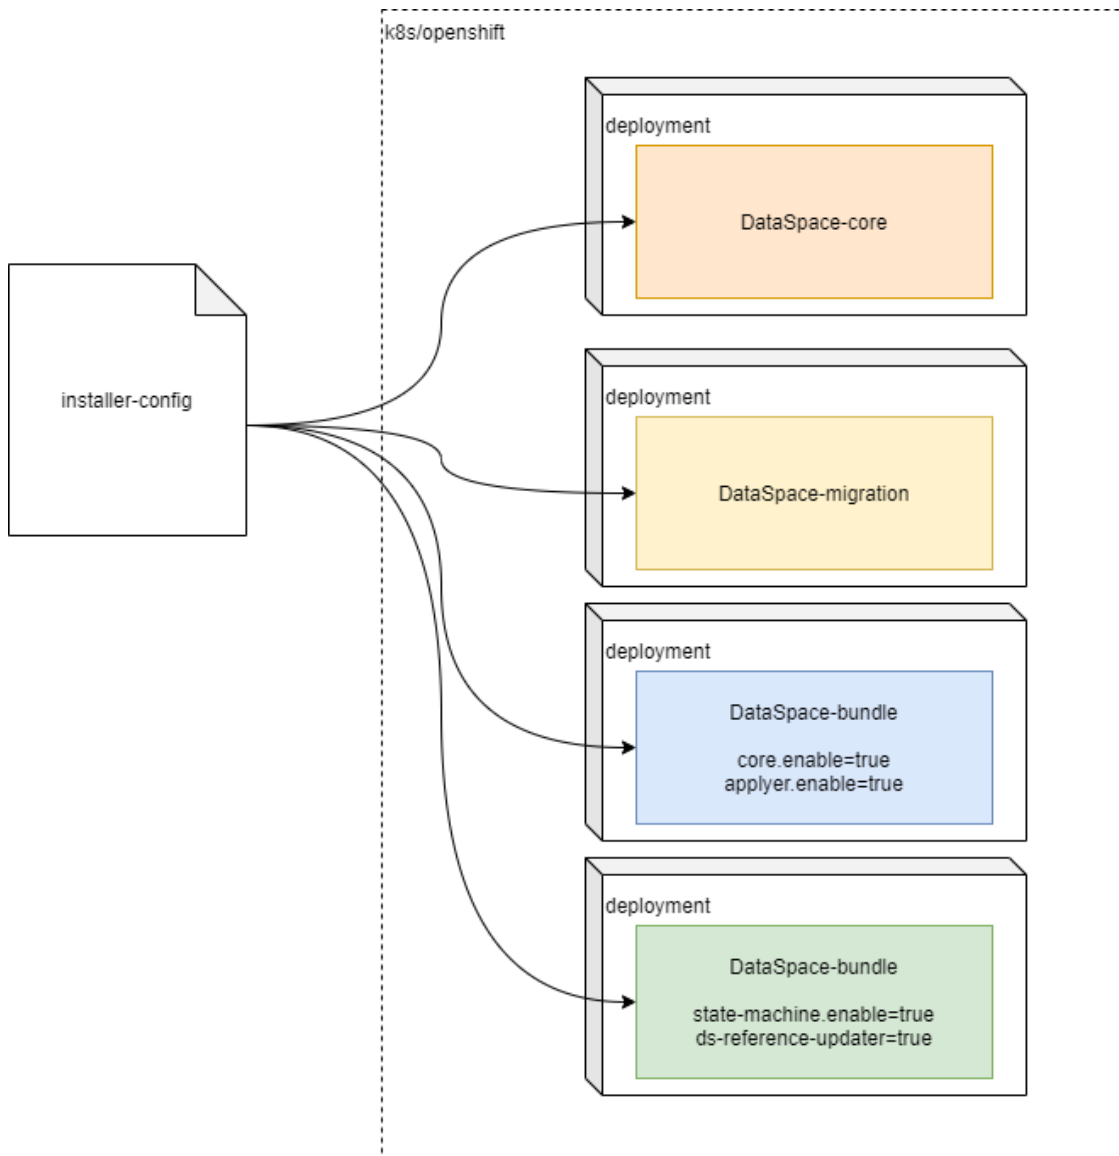 k8s/openshift
deployment
DataSpace-core
installer-config
deployment
DataSpace-migration
deployment
DataSpace-bundle
core.enable=true
applyer.enable=true
deployment
DataSpace-bundle
state-machine.enable=true
ds-reference-updater=true